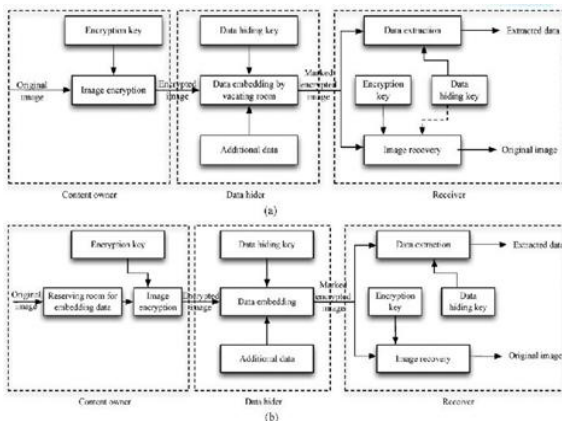 Encryption key
Data hiding key
Data extraction
Extracted data
Original
image
Image encryption
Encrypted
image
Data embedding by
vacating room
Marked
encrypted
image
Encryption
key
Data
hiding key
Additional data
Image recovery
Original image
Content owner
Data hider
Receiver
(a)
Encryption key
Data hiding key
Data extraction
Extracted data
Original
image
Reserving room for
embedding data
Image
encryption
Encrypted
image
Data embedding
Marked
encrypted
image
Encryption
key
Data
hiding key
Additional data
Image recovery
Original image
Content owner
Data hider
Receiver
(b)